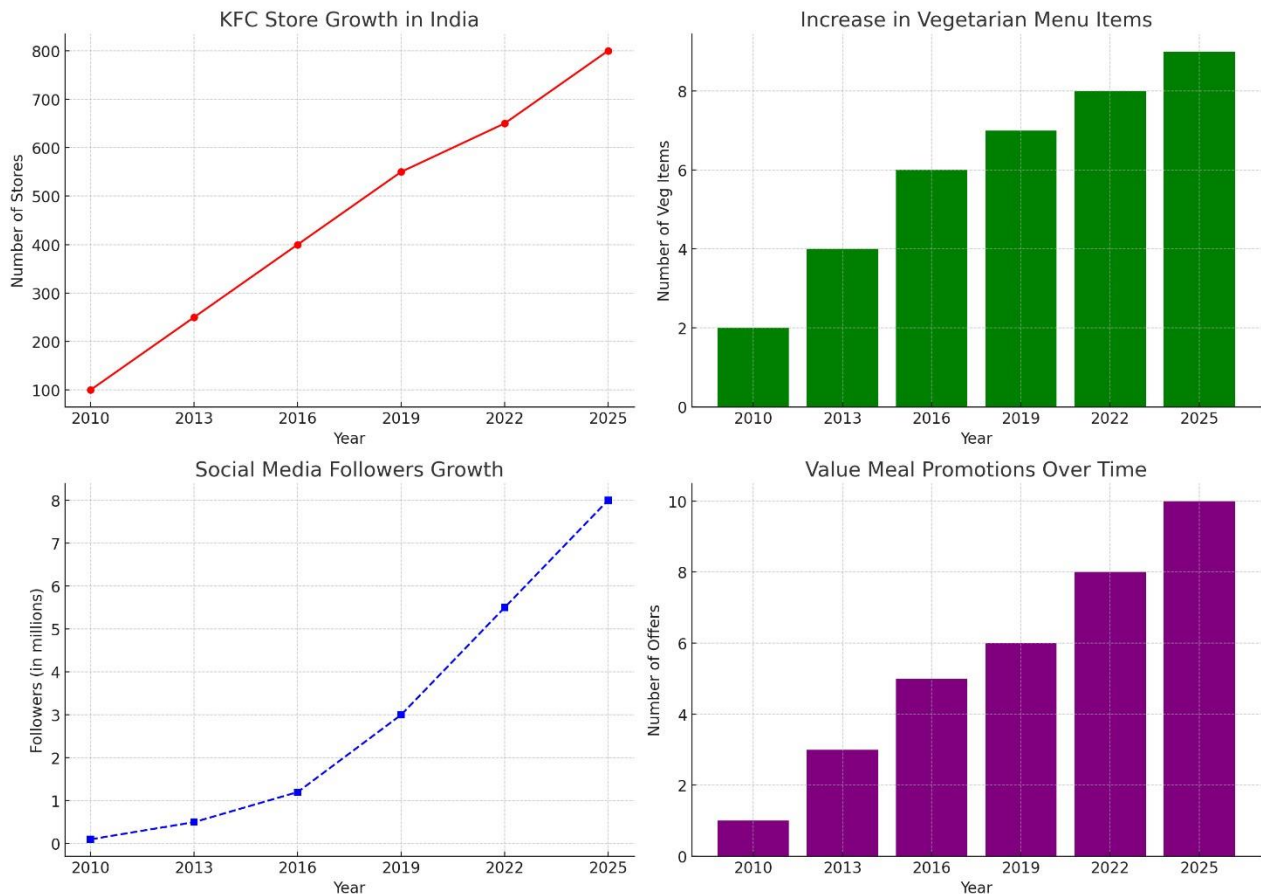 KFC Store Growth in India
Number of Stores
800
700
600
500
400
300
200
100
2010 2013 2016 2019 2022 2025
Year
Increase in Vegetarian Menu Items
Number of Veg Items
8
6
4
2
0
2010 2013 2016 2019 2022 2025
Year
Social Media Followers Growth
Followers (in millions)
8
7
6
5
4
3
2
1
0
2010 2013 2016 2019 2022 2025
Year
Value Meal Promotions Over Time
Number of Offers
10
8
6
4
2
0
2010 2013 2016 2019 2022 2025
Year